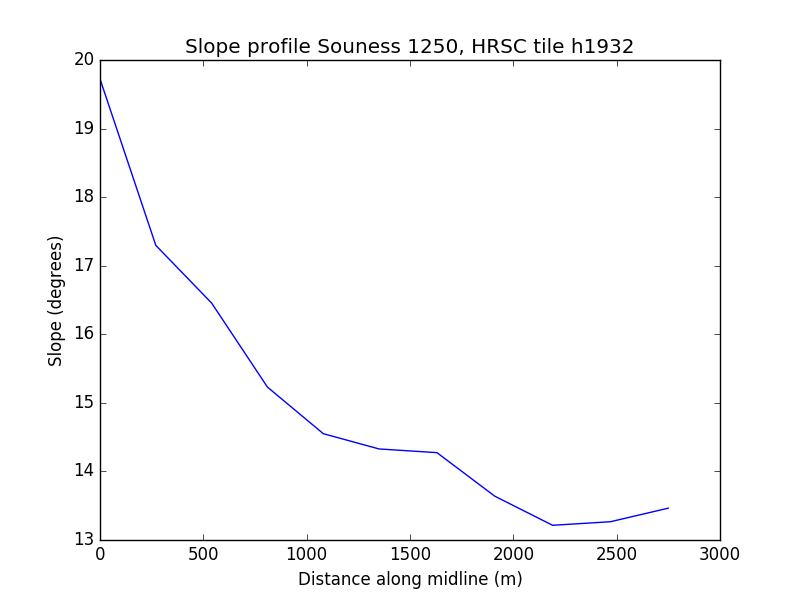 Slope profile Souness 1250, HRSC tile h1932
20
19
18
17
16
15
14
13
Slope (degrees)
0 500 1000 1500 2000 2500 3000
Distance along midline (m)